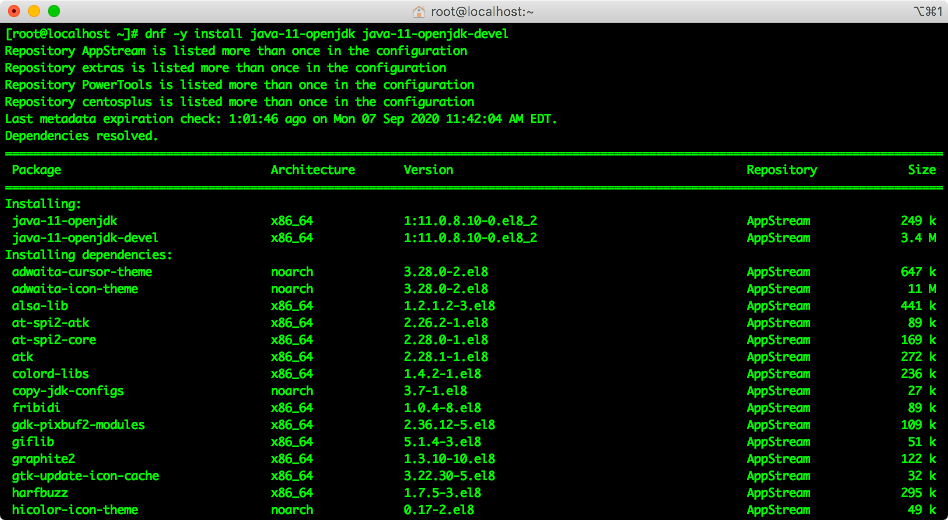 root@localhost:~
⌥⌘1
[root@localhost ~]# dnf -y install java-11-openjdk java-11-openjdk-devel
Repository AppStream is listed more than once in the configuration
Repository extras is listed more than once in the configuration
Repository PowerTools is listed more than once in the configuration
Repository centosplus is listed more than once in the configuration
Last metadata expiration check: 1:01:46 ago on Mon 07 Sep 2020 11:42:04 AM EDT.
Dependencies resolved.
Package Architecture Version Repository Size
Installing:
java-11-openjdk x86_64 1:11.0.8.10-0.el8_2 AppStream 249 k
java-11-openjdk-devel x86_64 1:11.0.8.10-0.el8_2 AppStream 3.4 M
Installing dependencies:
adwaita-cursor-theme noarch 3.28.0-2.el8 AppStream 647 k
adwaita-icon-theme noarch 3.28.0-2.el8 AppStream 11 M
alsa-lib x86_64 1.2.1.2-3.el8 AppStream 441 k
at-spi2-atk x86_64 2.26.2-1.el8 AppStream 89 k
at-spi2-core x86_64 2.28.0-1.el8 AppStream 169 k
atk x86_64 2.28.1-1.el8 AppStream 272 k
colord-libs x86_64 1.4.2-1.el8 AppStream 236 k
copy-jdk-configs noarch 3.7-1.el8 AppStream 27 k
fribidi x86_64 1.0.4-8.el8 AppStream 89 k
gdk-pixbuf2-modules x86_64 2.36.12-5.el8 AppStream 109 k
giflib x86_64 5.1.4-3.el8 AppStream 51 k
graphite2 x86_64 1.3.10-10.el8 AppStream 122 k
gtk-update-icon-cache x86_64 3.22.30-5.el8 AppStream 32 k
harfbuzz x86_64 1.7.5-3.el8 AppStream 295 k
hicolor-icon-theme noarch 0.17-2.el8 AppStream 49 k